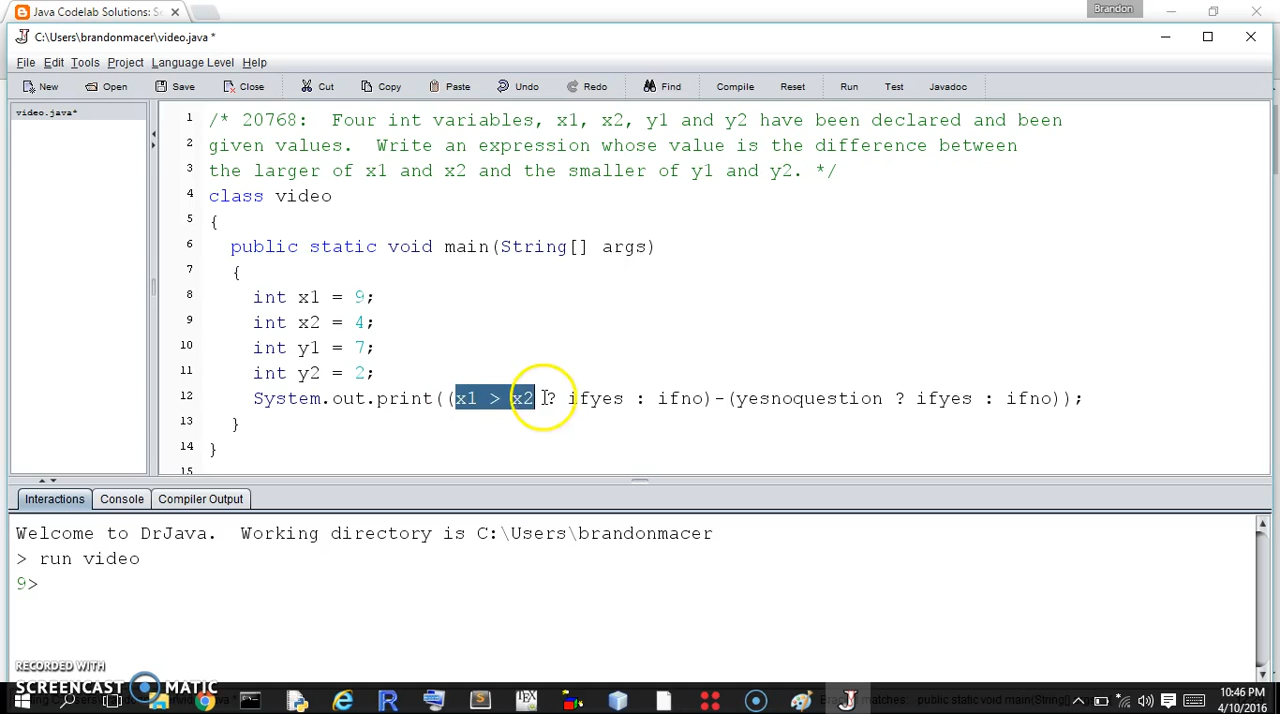 Java Codelab Solutions: S
Brandon
C:\Users\brandonmacer\video.java *
File Edit Tools Project Language Level Help
New Open Save Close Cut Copy Paste Undo Redo Find Compile Reset Run Test Javadoc
video.java*
1 /* 20768: Four int variables, x1, x2, y1 and y2 have been declared and been
2 given values. Write an expression whose value is the difference between
3 the larger of x1 and x2 and the smaller of y1 and y2. */
4 class video
5 {
6 public static void main(String[] args)
7 {
8 int x1 = 9;
9 int x2 = 4;
10 int y1 = 7;
11 int y2 = 2;
12 System.out.print((x1 > x2 ? ifyes : ifno)-(yesnoquestion ? ifyes : ifno));
13 }
14 }
15
Interactions Console Compiler Output
Welcome to DrJava. Working directory is C:\Users\brandonmacer
> run video
9>
RECORDED WITH
SCREENCAST MATIC
matches: public static void main(String[]
10:46 PM
4/10/2016